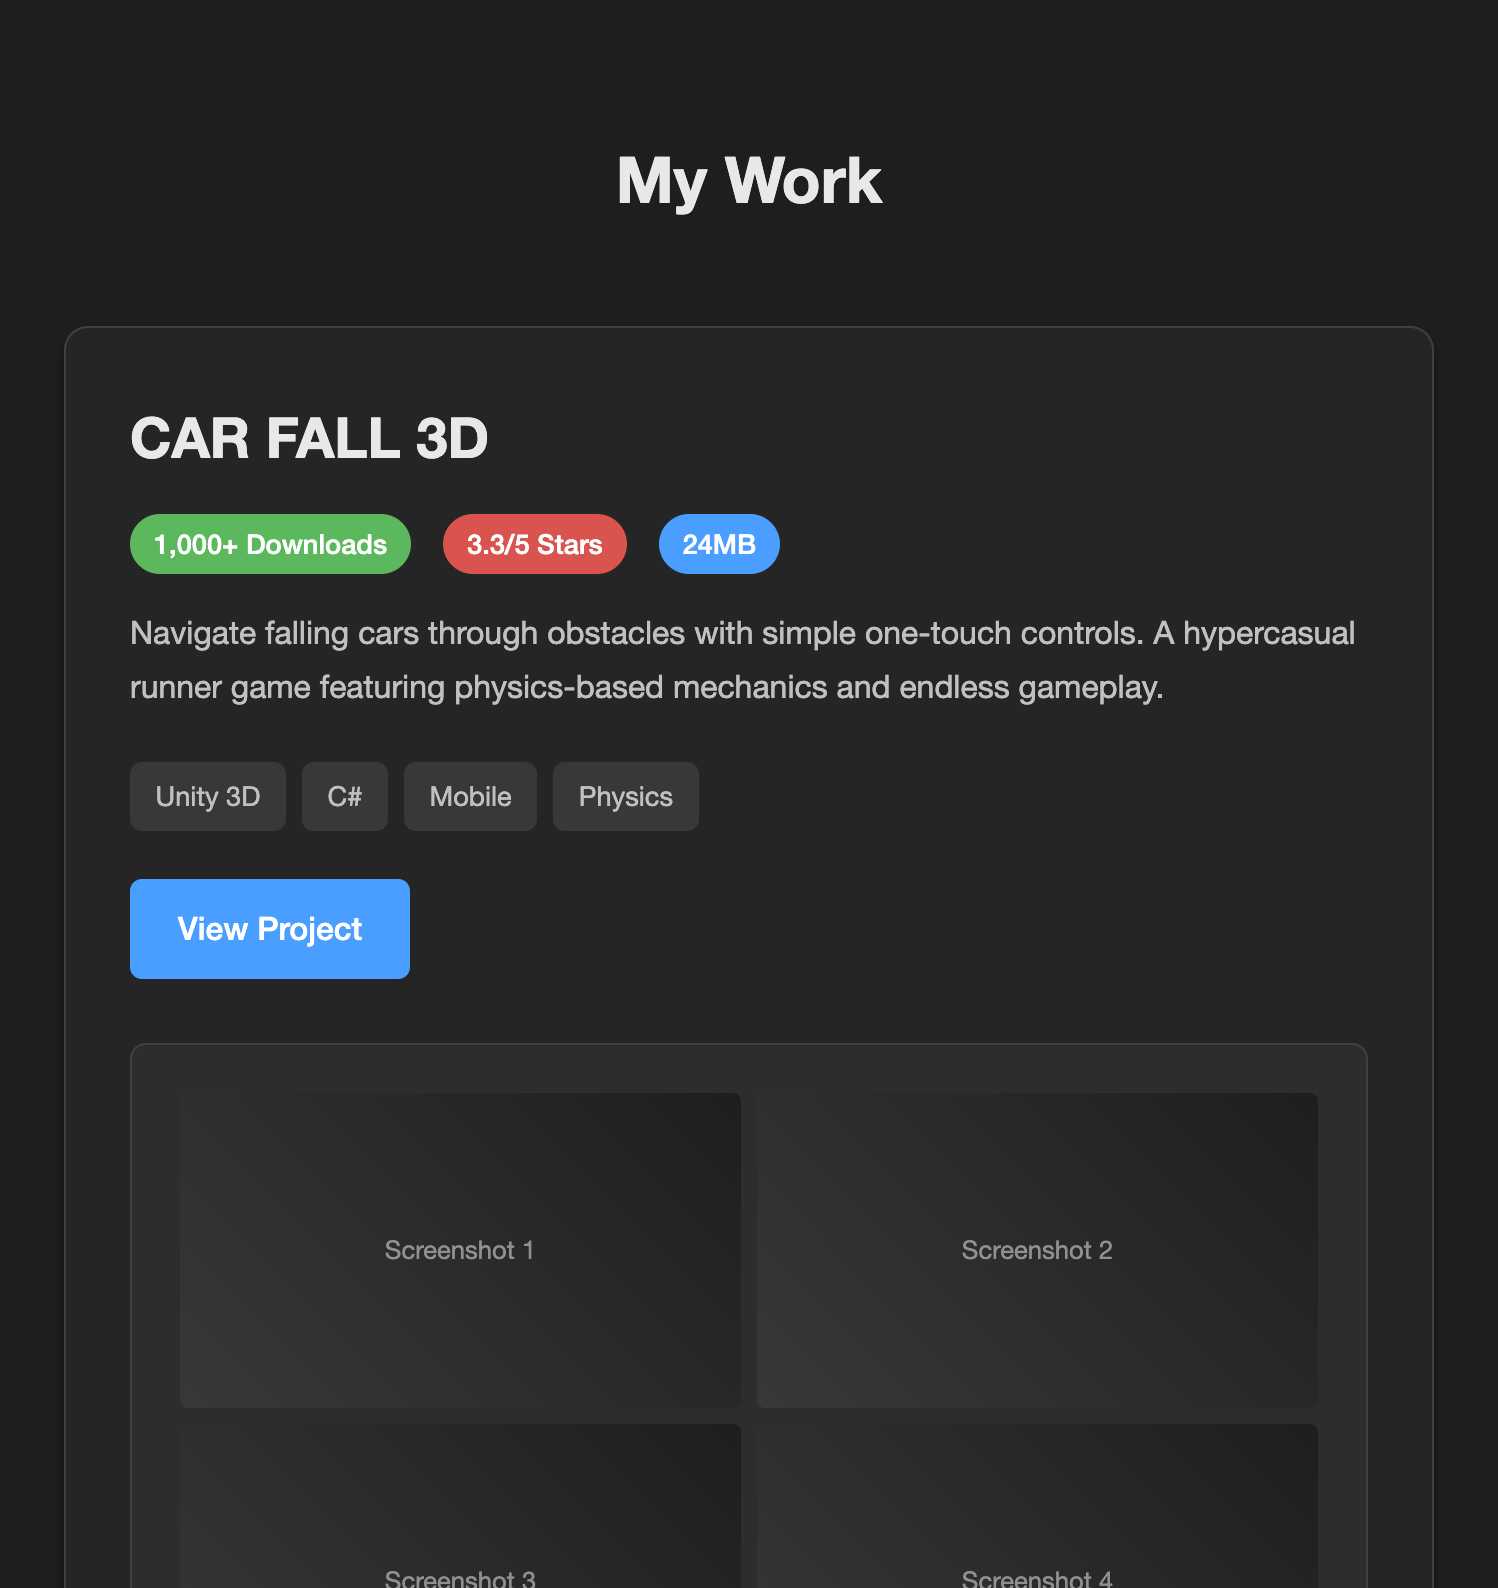 My Work
CAR FALL 3D
1,000+ Downloads
3.3/5 Stars
24MB
Navigate falling cars through obstacles with simple one-touch controls. A hypercasual
runner game featuring physics-based mechanics and endless gameplay.
Unity 3D
C#
Mobile
Physics
View Project
Screenshot 1
Screenshot 2
Screenshot 3
Screenshot 4